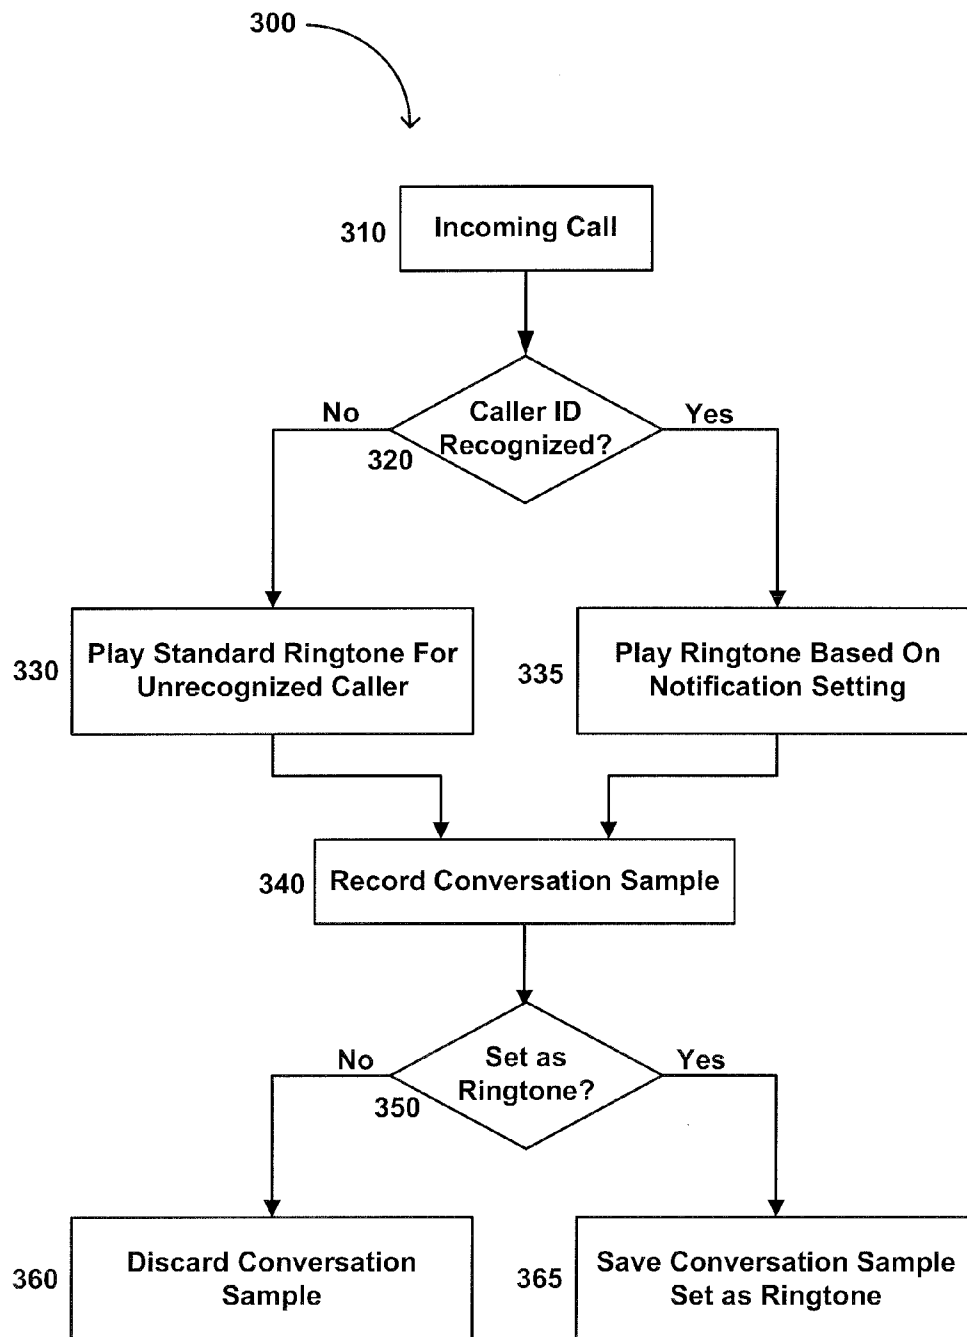 300
Incoming Call
310
Caller ID
Recognized?
No
Yes
320
Play Standard Ringtone For
Unrecognized Caller
330
Play Ringtone Based On
Notification Setting
335
Record Conversation Sample
340
Set as
Ringtone?
No
Yes
350
Discard Conversation
Sample
360
Save Conversation Sample
Set as Ringtone
365